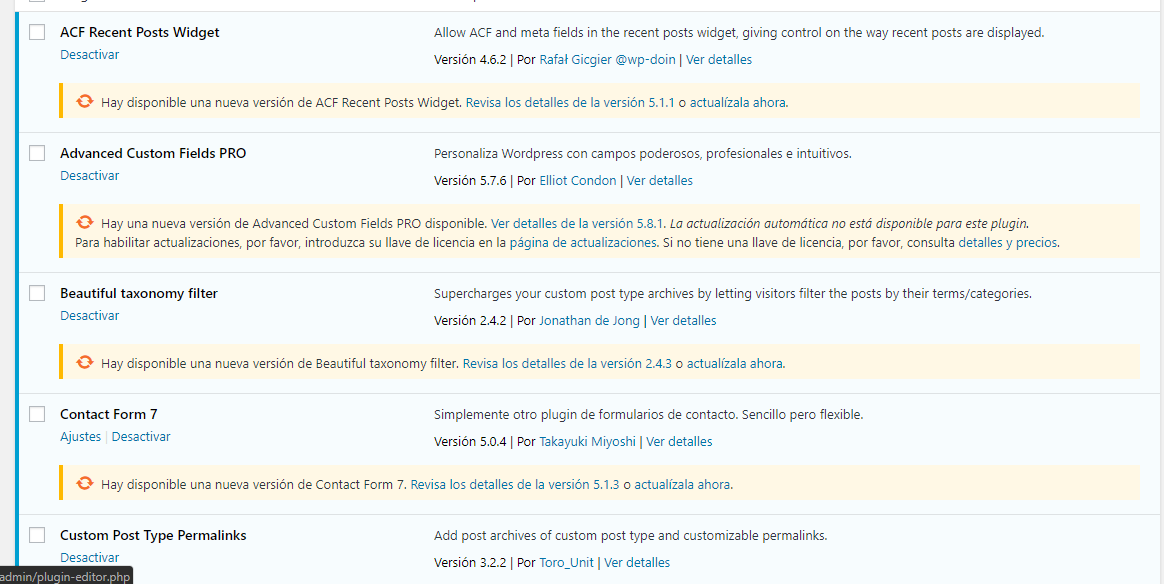 ACF Recent Posts Widget
Allow ACF and meta fields in the recent posts widget, giving control on the way recent posts are displayed.
Desactivar
Versión 4.6.2 | Por Rafał Gicgier @wp-doin | Ver detalles
Hay disponible una nueva versión de ACF Recent Posts Widget. Revisa los detalles de la versión 5.1.1 o actualízala ahora.
Advanced Custom Fields PRO
Personaliza Wordpress con campos poderosos, profesionales e intuitivos.
Desactivar
Versión 5.7.6 | Por Elliot Condon | Ver detalles
Hay una nueva versión de Advanced Custom Fields PRO disponible. Ver detalles de la versión 5.8.1. La actualización automática no está disponible para este plugin.
Para habilitar actualizaciones, por favor, introduzca su llave de licencia en la página de actualizaciones. Si no tiene una llave de licencia, por favor, consulta detalles y precios.
Beautiful taxonomy filter
Supercharges your custom post type archives by letting visitors filter the posts by their terms/categories.
Desactivar
Versión 2.4.2 | Por Jonathan de Jong | Ver detalles
Hay disponible una nueva versión de Beautiful taxonomy filter. Revisa los detalles de la versión 2.4.3 o actualízala ahora.
Contact Form 7
Simplemente otro plugin de formularios de contacto. Sencillo pero flexible.
Ajustes | Desactivar
Versión 5.0.4 | Por Takayuki Miyoshi | Ver detalles
Hay disponible una nueva versión de Contact Form 7. Revisa los detalles de la versión 5.1.3 o actualízala ahora.
Custom Post Type Permalinks
Add post archives of custom post type and customizable permalinks.
Desactivar
Versión 3.2.2 | Por Toro_Unit | Ver detalles
admin/plugin-editor.php